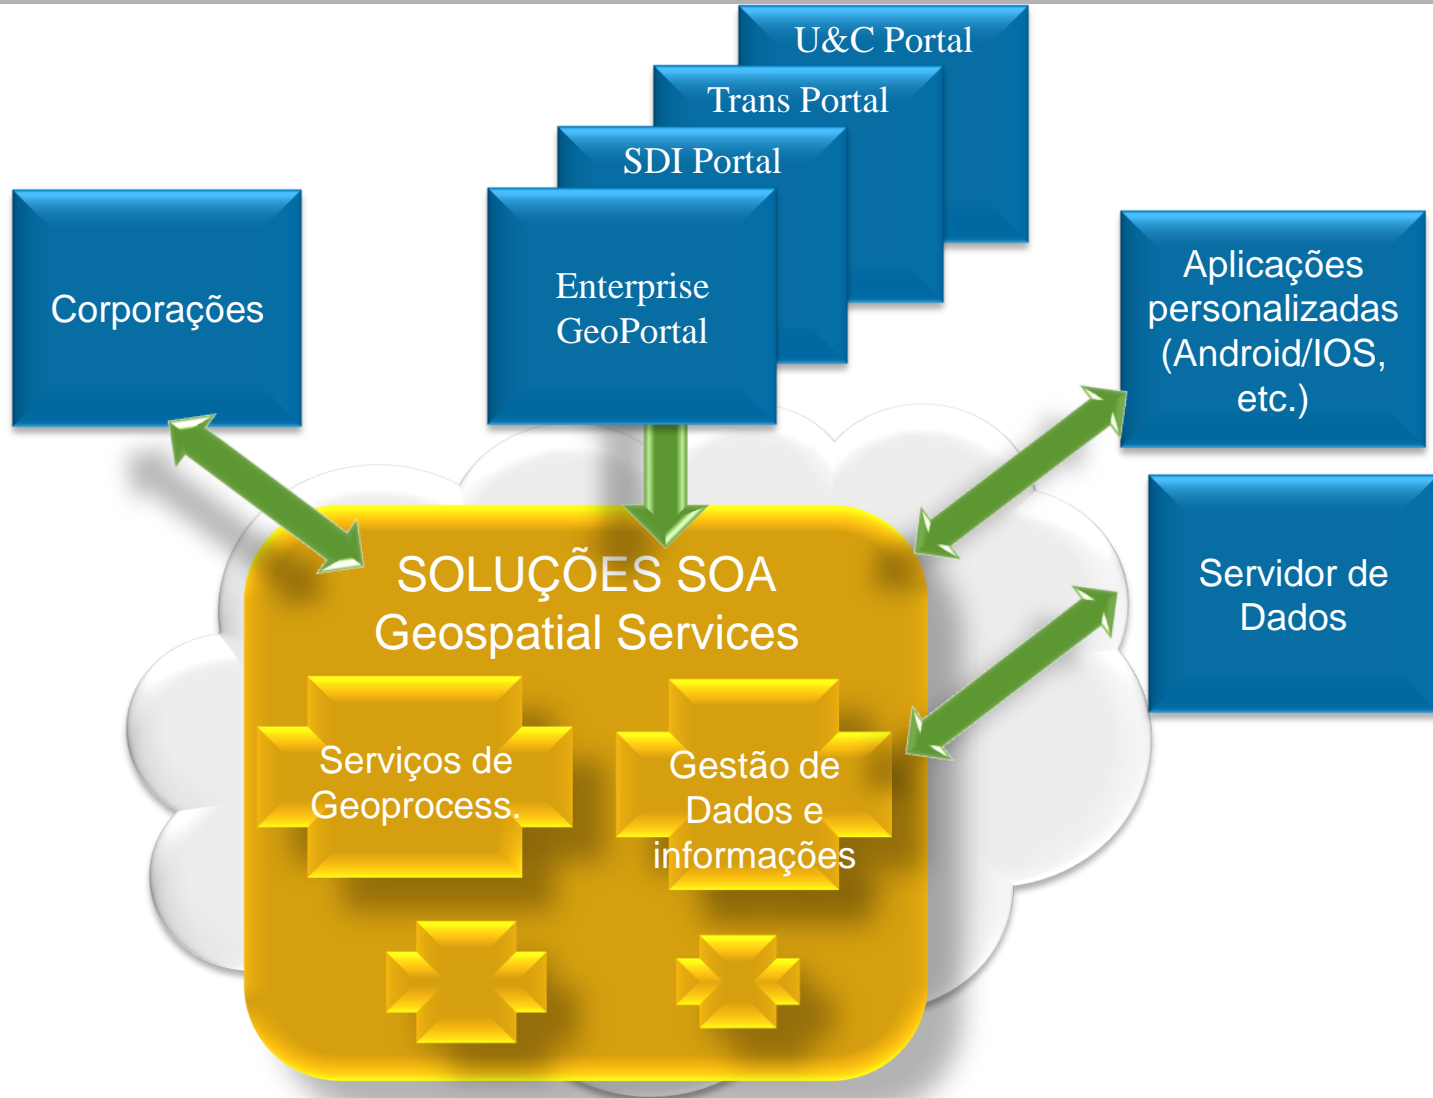 U&C Portal
Trans Portal
SDI Portal
Enterprise
GeoPortal
Corporações
Aplicações
personalizadas
(Android/IOS,
etc.)
Servidor de
Dados
SOLUÇÕES SOA
Geospatial Services
Serviços de
Geoprocess.
Gestão de
Dados e
informações